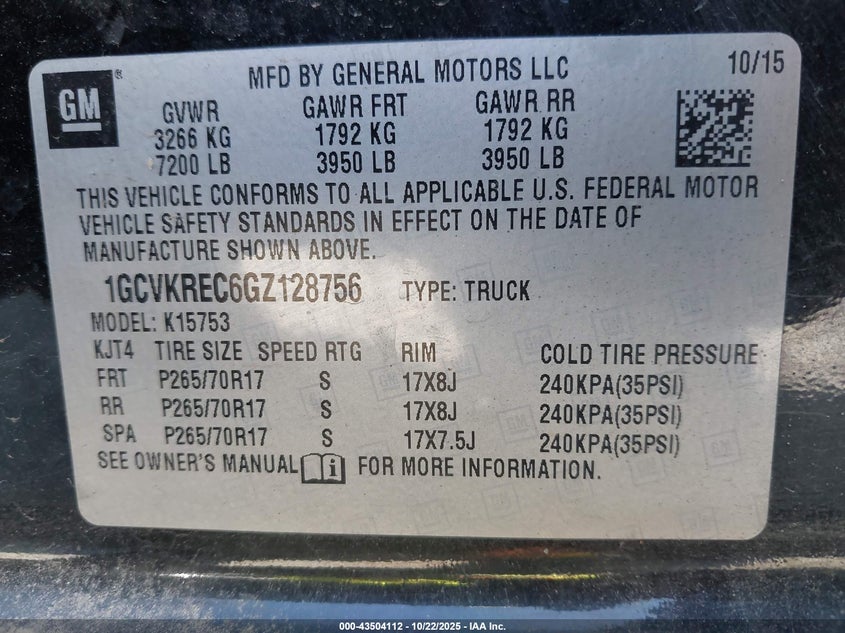 GM ® MFD BY GENERAL MOTORS LLC 10/15
GVWR GAWR FRT GAWR RR
3266 KG 1792 KG 1792 KG
7200 LB 3950 LB 3950 LB
THIS VEHICLE CONFORMS TO ALL APPLICABLE U.S. FEDERAL MOTOR
VEHICLE SAFETY STANDARDS IN EFFECT ON THE DATE OF
MANUFACTURE SHOWN ABOVE.
1GCVKREC6GZ128756 TYPE: TRUCK
MODEL: K15753
KJT4 TIRE SIZE SPEED RTG RIM COLD TIRE PRESSURE
FRT P265/70R17 S 17X8J 240KPA(35PSI)
RR P265/70R17 S 17X8J 240KPA(35PSI)
SPA P265/70R17 S 17X7.5J 240KPA(35PSI)
SEE OWNER'S MANUAL i FOR MORE INFORMATION.
000-43504112 - 10/22/2025 - IAA Inc.